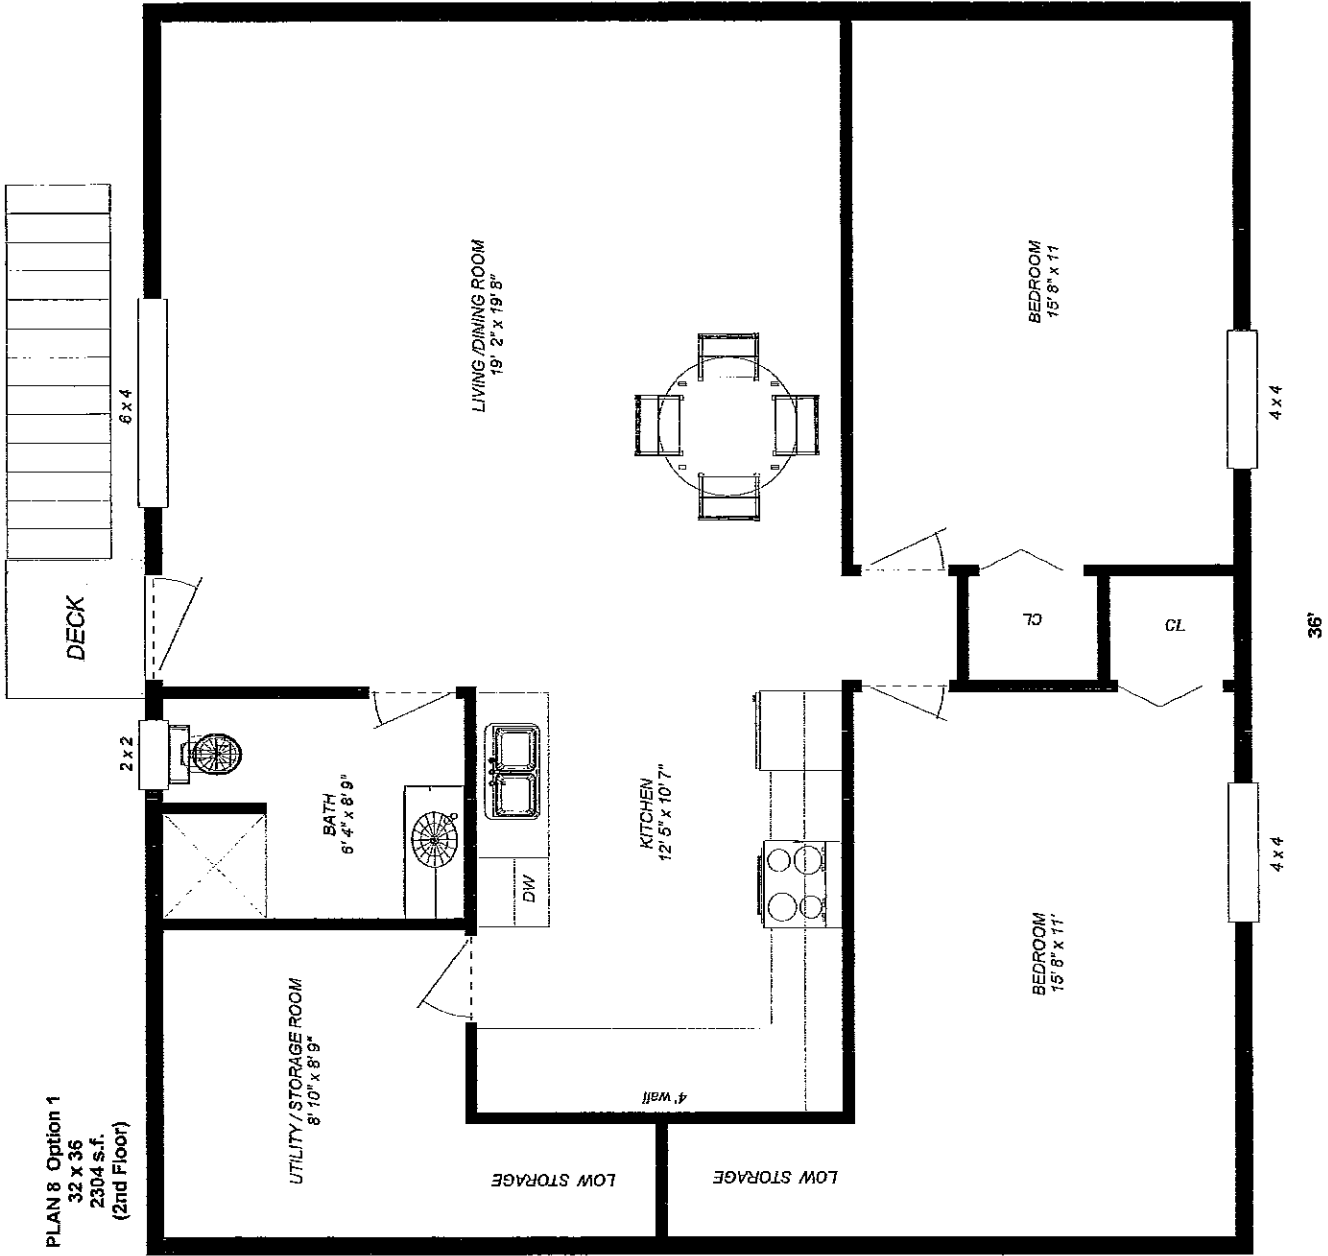 PLAN 8 Option 1
32 x 36
2304 s.f.
(2nd Floor)
DECK
6 x 4
2 x 2
LIVING /DINING ROOM
19' 2" x 19' 8"
BEDROOM
15' 8" x 11
BATH
6' 4" x 8' 9"
KITCHEN
12' 5" x 10' 7"
DW
CL
CL
UTILITY / STORAGE ROOM
8' 10" x 8' 9"
4' wall
BEDROOM
15' 8" x 11'
LOW STORAGE
LOW STORAGE
4 x 4
4 x 4
36'